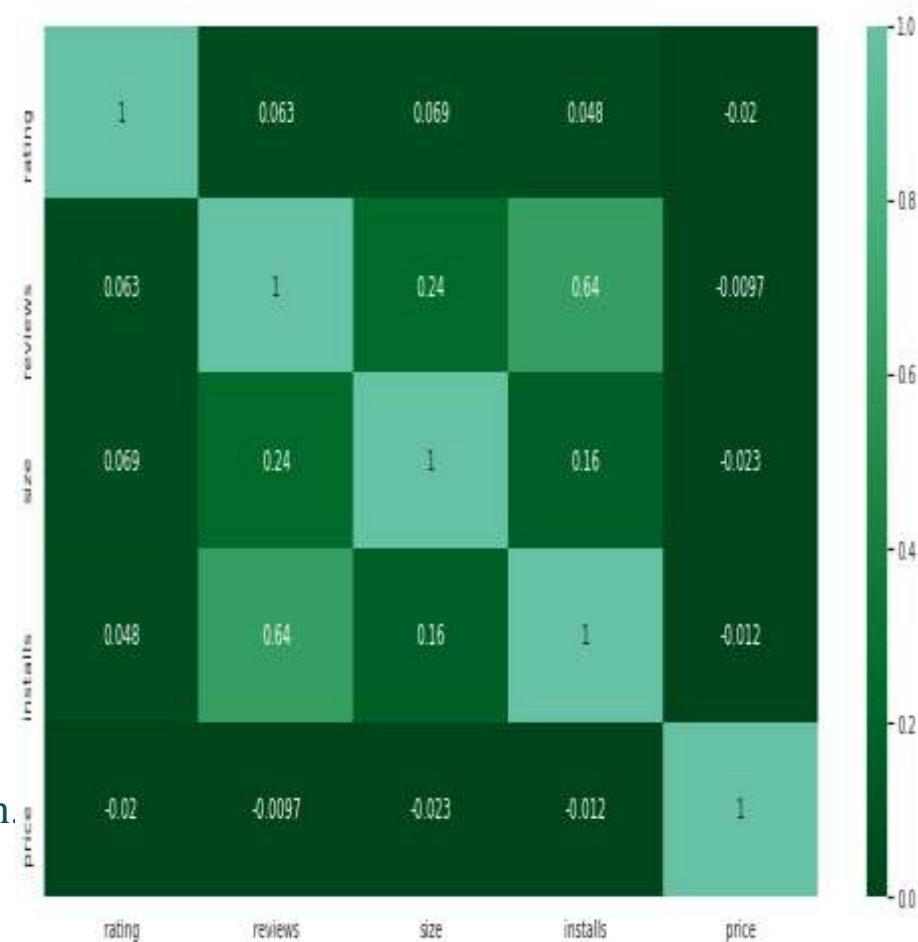 1.0
rating 1 0.063 0.069 0.048 -0.02
0.8
reviews 0.063 1 0.24 0.64 -0.0097
0.6
size 0.069 0.24 1 0.16 -0.023
0.4
installs 0.048 0.64 0.16 1 -0.012
0.2
n.
price -0.02 -0.0097 -0.023 -0.012 1
0.0
rating reviews size installs price